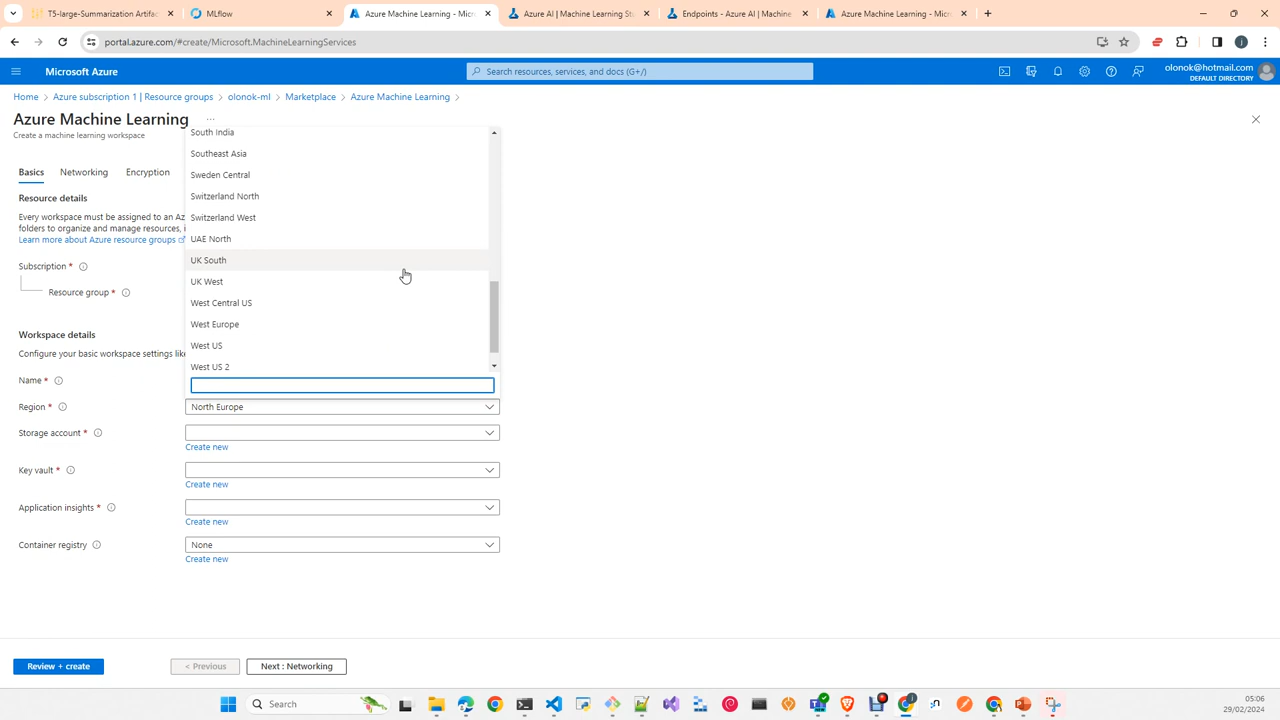 T5-large-Summarization Artifac
MLflow
Azure Machine Learning - Micr
Azure AI | Machine Learning St
Endpoints - Azure AI | Machine
Azure Machine Learning - Micr
portal.azure.com/#create/Microsoft.MachineLearningServices
Microsoft Azure
Search resources, services, and docs (G+/)
olonok@hotmail.com
DEFAULT DIRECTORY
Home > Azure subscription 1 | Resource groups > olonok-ml > Marketplace > Azure Machine Learning >
Azure Machine Learning ...
Create a machine learning workspace
Basics Networking Encryption
Resource details
Every workspace must be assigned to an Az
folders to organize and manage resources, i
Learn more about Azure resource groups
Subscription *
Resource group *
Workspace details
Configure your basic workspace settings like
Name *
South India
Southeast Asia
Sweden Central
Switzerland North
Switzerland West
UAE North
UK South
UK West
West Central US
West Europe
West US
West US 2
Region * North Europe
Storage account *
Create new
Key vault *
Create new
Application insights *
Create new
Container registry None
Create new
Review + create < Previous Next : Networking
Search
05:06
29/02/2024